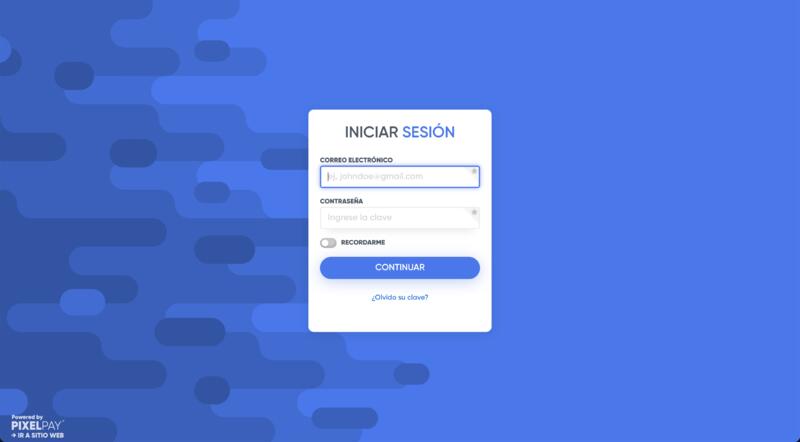 INICIAR SESIÓN
CORREO ELECTRÓNICO
ej. johndoe@gmail.com
CONTRASEÑA
Ingrese la clave
RECORDARME
CONTINUAR
¿Olvido su clave?
Powered by
PIXELPAY
→ IR A SITIO WEB